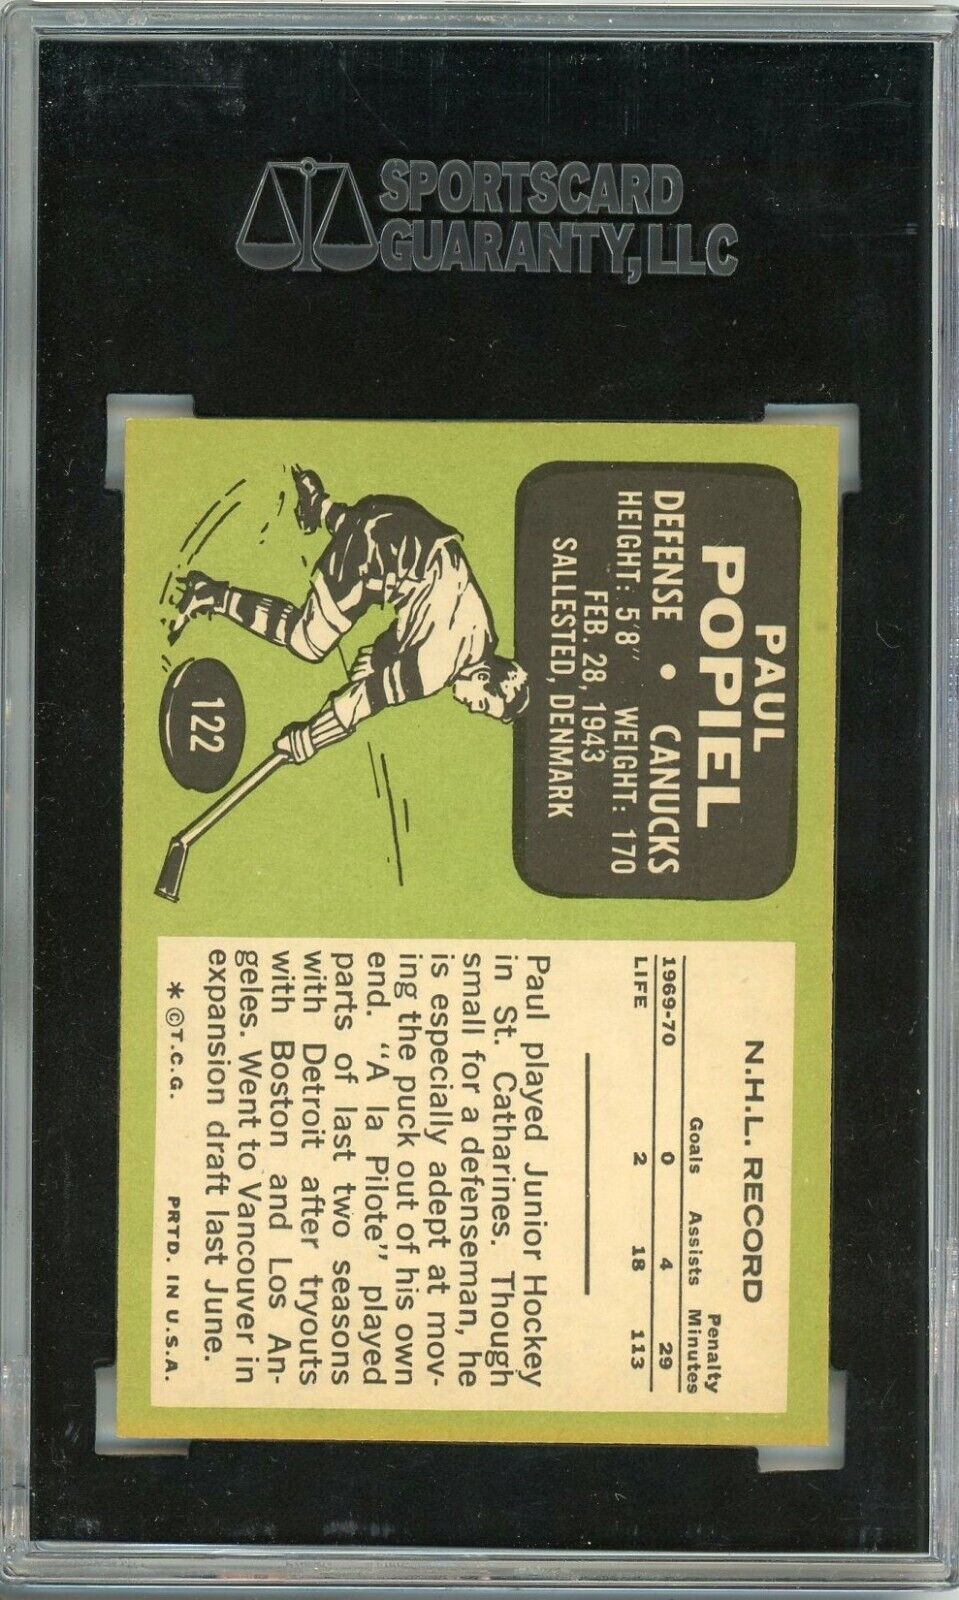 SPORTSCARD
GUARANTY, LLC
PAUL
POPIEL
DEFENSE • CANUCKS
HEIGHT: 5'8" WEIGHT: 170
FEB. 28, 1943
SALLESTED, DENMARK
122
N.H.L. RECORD
Penalty
Goals Assists Minutes
1969-70 0 4 29
LIFE 2 18 113
Paul played Junior Hockey
in St. Catharines. Though
small for a defenseman, he
is especially adept at mov-
ing the puck out of his own
end. "A la Pilote" played
parts of last two seasons
with Detroit after tryouts
with Boston and Los An-
geles. Went to Vancouver in
expansion draft last June.
* © T.C.G. PRTD. IN U.S.A.